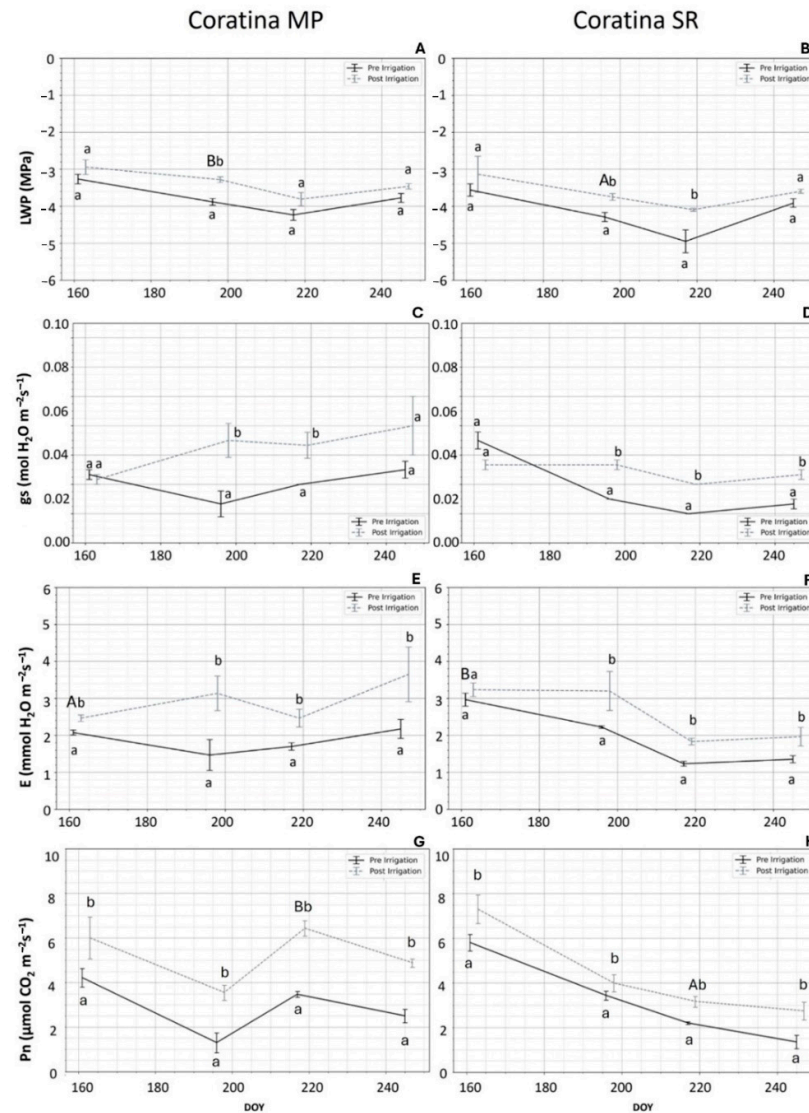 Coratina MP
Coratina SR
A
Pre Irrigation
Post Irrigation
LWP (MPa)
0
−1
−2
−3
−4
−5
−6
a
Bb
a
a
a
a
a
a
160 180 200 220 240
B
Pre Irrigation
Post Irrigation
0
−1
−2
−3
−4
−5
−6
a
Ab
b
a
a
a
a
a
160 180 200 220 240
C
gs (mol H₂O m⁻²s⁻¹)
0.10
0.08
0.06
0.04
0.02
0.00
a a
b
b
a
a
a
a
Pre Irrigation
Post Irrigation
160 180 200 220 240
D
0.10
0.08
0.06
0.04
0.02
0.00
a
a
b
b
b
a
a
a
Pre Irrigation
Post Irrigation
160 180 200 220 240
E
Pre Irrigation
Post Irrigation
E (mmol H₂O m⁻²s⁻¹)
6
5
4
3
2
1
0
Ab
b
b
b
a
a
a
a
160 180 200 220 240
F
Pre Irrigation
Post Irrigation
6
5
4
3
2
1
0
Ba
b
b
b
a
a
a
a
160 180 200 220 240
G
Pre Irrigation
Post Irrigation
Pn (μmol CO₂ m⁻²s⁻¹)
10
8
6
4
2
0
b
b
Bb
b
a
a
a
a
160 180 200 220 240
DOY
H
Pre Irrigation
Post Irrigation
10
8
6
4
2
0
b
b
Ab
b
a
a
a
a
160 180 200 220 240
DOY